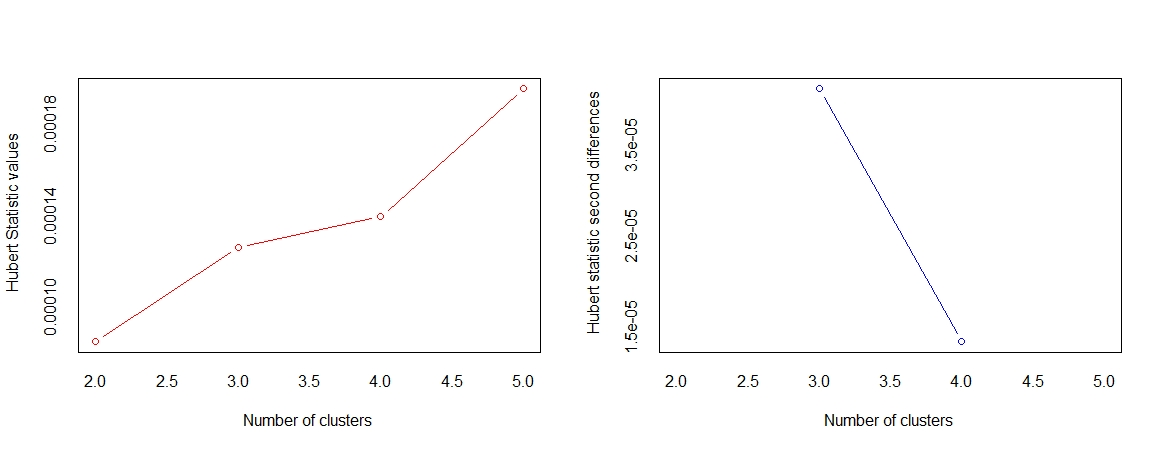 Hubert Statistic values
0.00018
0.00014
0.00010
2.0 2.5 3.0 3.5 4.0 4.5 5.0
Number of clusters
Hubert statistic second differences
3.5e-05
2.5e-05
1.5e-05
2.0 2.5 3.0 3.5 4.0 4.5 5.0
Number of clusters